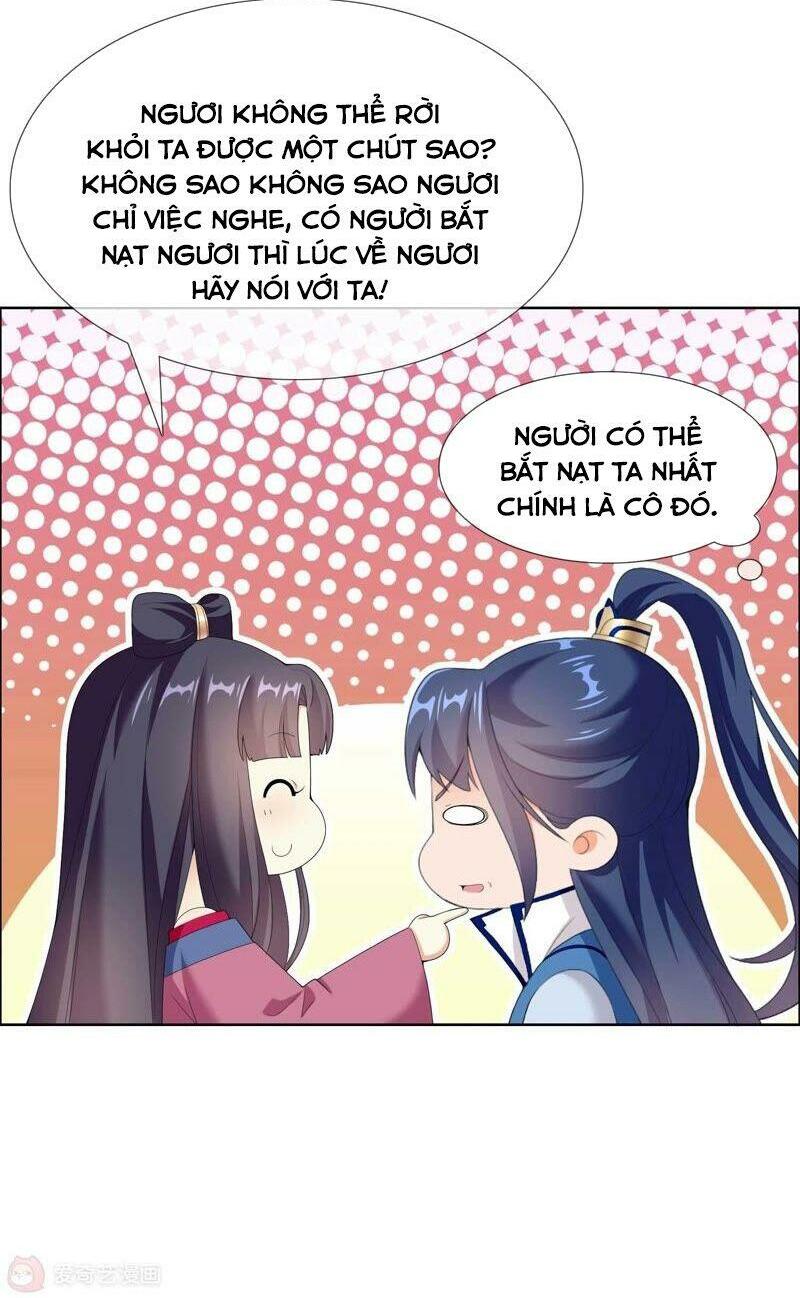 NGƯƠI KHÔNG THỂ RỜI
KHỎI TA ĐƯỢC MỘT CHÚT SAO?
KHÔNG SAO KHÔNG SAO NGƯƠI
CHỈ VIỆC NGHE, CÓ NGƯỜI BẮT
NẠT NGƯƠI THÌ LÚC VỀ NGƯƠI
HÃY NÓI VỚI TA!
NGƯỜI CÓ THỂ
BẮT NẠT TA NHẤT
CHÍNH LÀ CÔ ĐÓ.
爱奇艺漫画